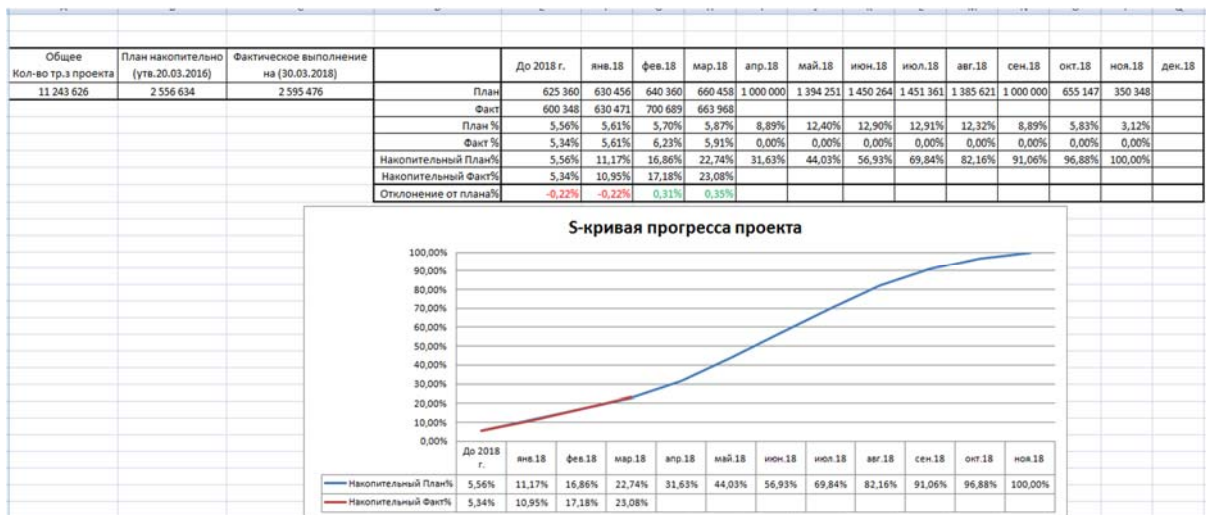 Общее План накопительно Фактическое выполнение
Кол-во тр.з проекта (утв.20.03.2016) на (30.03.2018)
До 2018 г. янв.18 фев.18 мар.18 апр.18 май.18 июн.18 июл.18 авг.18 сен.18 окт.18 ноя.18 дек.18
11 243 626 2 556 634 2 595 476 План 625 360 630 456 640 360 660 458 1 000 000 1 394 251 1 450 264 1 451 361 1 385 621 1 000 000 655 147 350 348
Факт 600 348 630 471 700 689 663 968
План % 5,56% 5,61% 5,70% 5,87% 8,89% 12,40% 12,90% 12,91% 12,32% 8,89% 5,83% 3,12%
Факт % 5,34% 5,61% 6,23% 5,91% 0,00% 0,00% 0,00% 0,00% 0,00% 0,00% 0,00% 0,00%
Накопительный План% 5,56% 11,17% 16,86% 22,74% 31,63% 44,03% 56,93% 69,84% 82,16% 91,06% 96,88% 100,00%
Накопительный Факт% 5,34% 10,95% 17,18% 23,08%
Отклонение от плана% -0,22% -0,22% 0,31% 0,35%
S-кривая прогресса проекта
100,00%
90,00%
80,00%
70,00%
60,00%
50,00%
40,00%
30,00%
20,00%
10,00%
0,00%
До 2018 г. янв.18 фев.18 мар.18 апр.18 май.18 июн.18 июл.18 авг.18 сен.18 окт.18 ноя.18
Накопительный План% 5,56% 11,17% 16,86% 22,74% 31,63% 44,03% 56,93% 69,84% 82,16% 91,06% 96,88% 100,00%
Накопительный Факт% 5,34% 10,95% 17,18% 23,08%